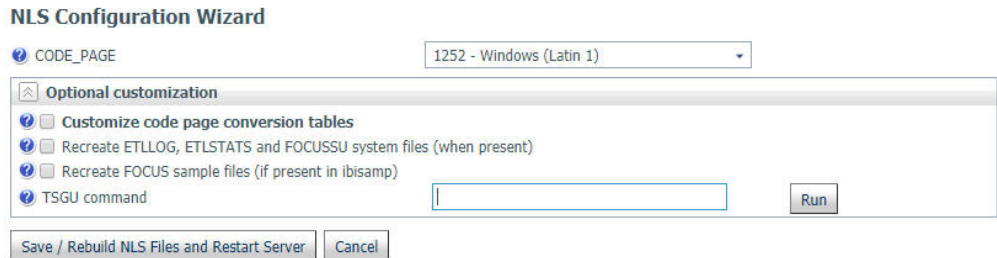 NLS Configuration Wizard
? CODE_PAGE 1252 - Windows (Latin 1)
Optional customization
? Customize code page conversion tables
? Recreate ETLLOG, ETLSTATS and FOCUSSU system files (when present)
? Recreate FOCUS sample files (if present in ibisamp)
? TSGU command Run
Save / Rebuild NLS Files and Restart Server Cancel